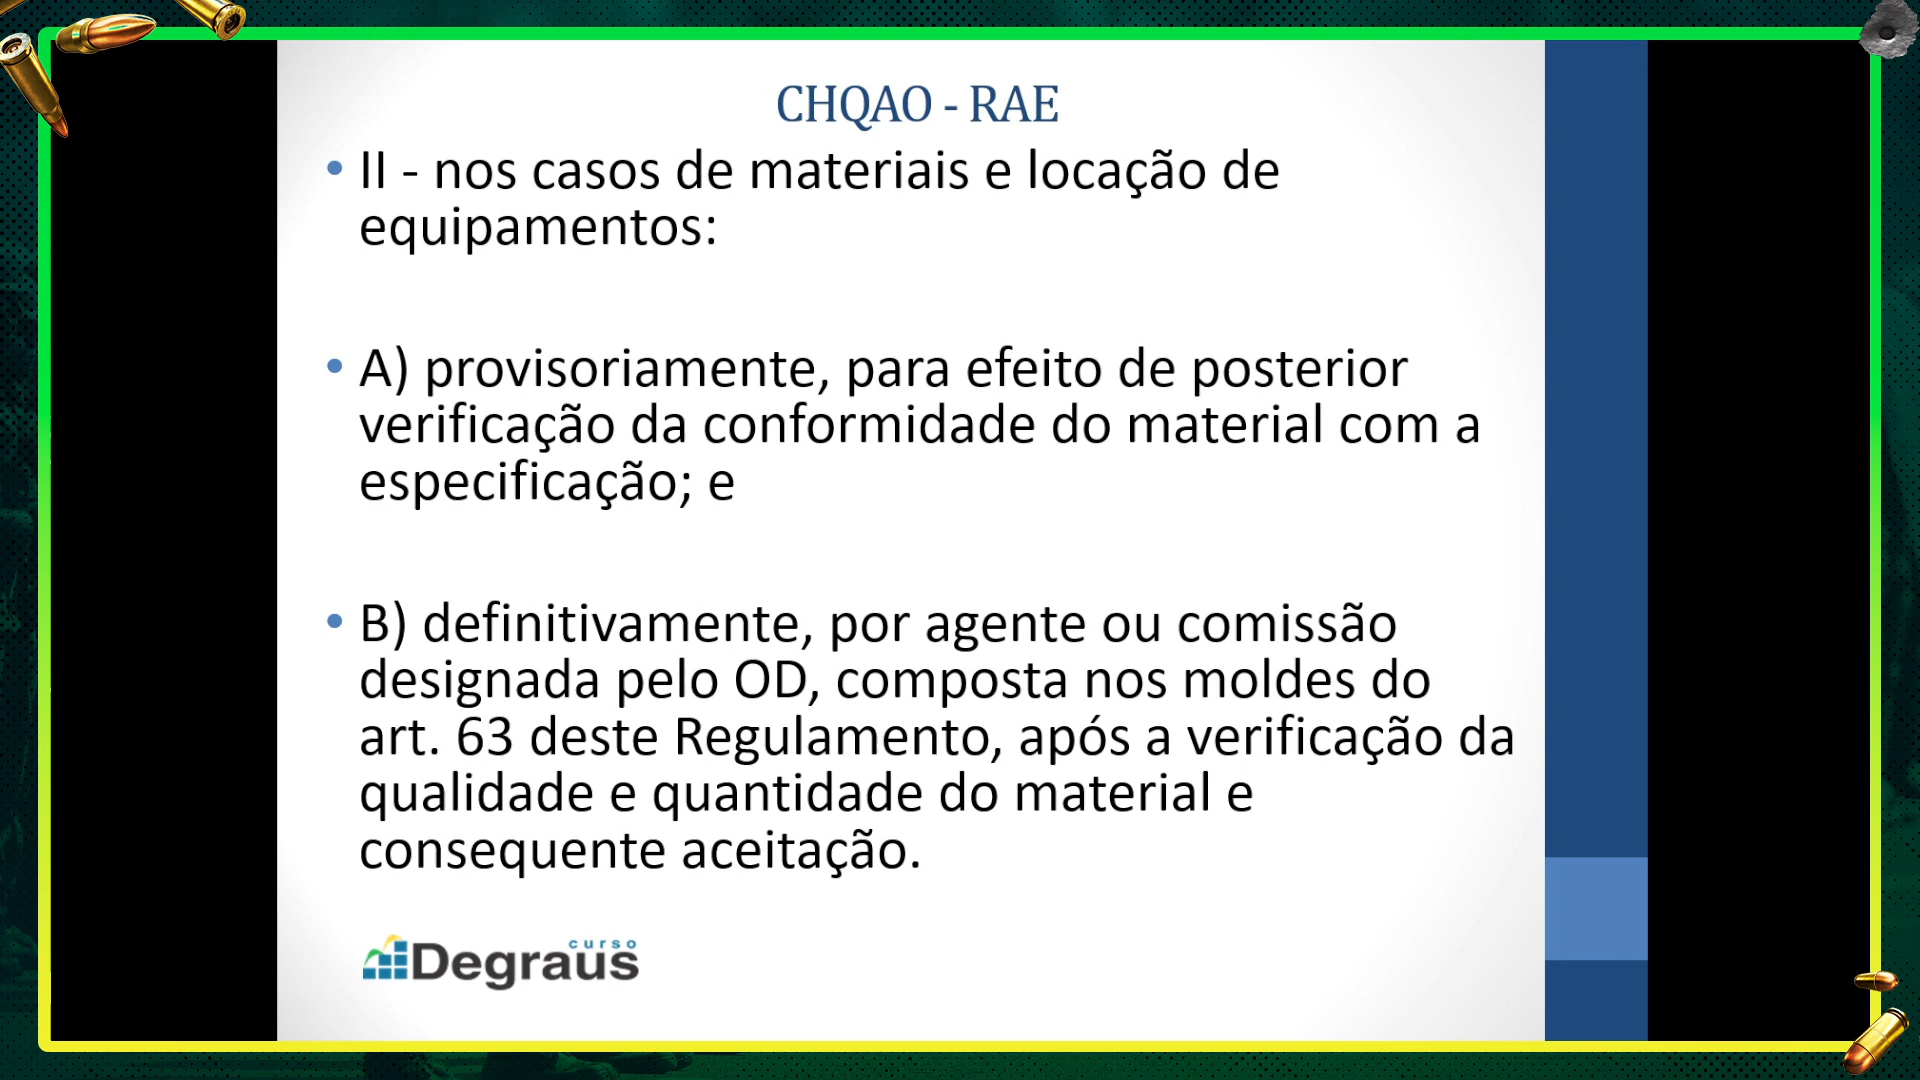 CHQAO - RAE
• II - nos casos de materiais e locação de
equipamentos:
• A) provisoriamente, para efeito de posterior
verificação da conformidade do material com a
especificação; e
• B) definitivamente, por agente ou comissão
designada pelo OD, composta nos moldes do
art. 63 deste Regulamento, após a verificação da
qualidade e quantidade do material e
consequente aceitação.
curso
Degraus